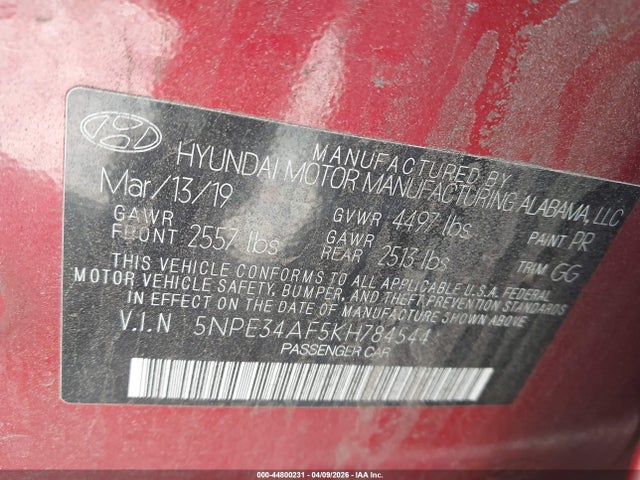 MANUFACTURED BY
HYUNDAI MOTOR MANUFACTURING ALABAMA, LLC
Mar/13/19
GVWR 4497 lbs
PAINT PR
GAWR FRONT 2557 lbs
GAWR REAR 2513 lbs
TRIM GG
THIS VEHICLE CONFORMS TO ALL APPLICABLE U.S.A. FEDERAL
MOTOR VEHICLE SAFETY, BUMPER, AND THEFT PREVENTION STANDARDS
IN EFFECT ON THE DATE OF MANUFACTURE SHOWN ABOVE
V.I.N 5NPE34AF5KH784544
PASSENGER CAR
000-44800231 - 04/09/2026 - IAA Inc.